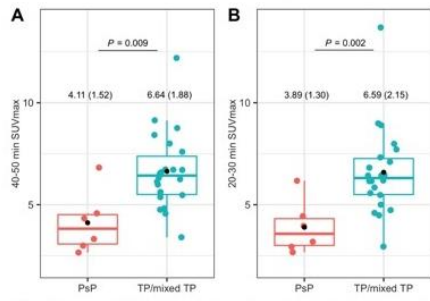 A
P = 0.009
4.11 (1.52)
6.64 (1.88)
10
5
40-50 min SUVmax
PsP
TP/mixed TP
B
P = 0.002
3.89 (1.30)
6.59 (2.15)
10
5
20-30 min SUVmax
PsP
TP/mixed TP